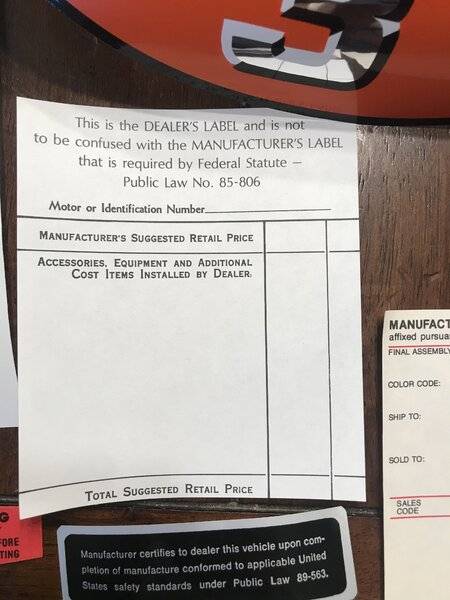 3
This is the DEALER'S LABEL and is not
to be confused with the MANUFACTURER'S LABEL
that is required by Federal Statute —
Public Law No. 85-806
Motor or Identification Number
MANUFACTURER'S SUGGESTED RETAIL PRICE
ACCESSORIES, EQUIPMENT AND ADDITIONAL
COST ITEMS INSTALLED BY DEALER:
TOTAL SUGGESTED RETAIL PRICE
MANUFACT
affixed pursua
FINAL ASSEMBLY
COLOR CODE:
SHIP TO:
SOLD TO:
SALES
CODE
G
FORE
TING
Manufacturer certifies to dealer this vehicle upon com-
pletion of manufacture conformed to applicable United
States safety standards under Public Law 89-563.